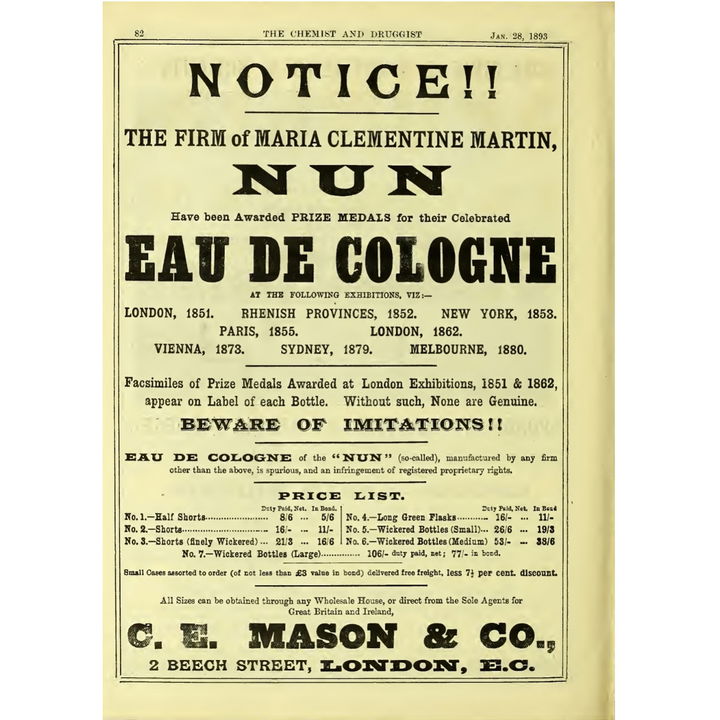 82 THE CHEMIST AND DRUGGIST JAN. 28, 1893
NOTICE!!
THE FIRM of MARIA CLEMENTINE MARTIN,
NUN
Have been Awarded PRIZE MEDALS for their Celebrated
EAU DE COLOGNE
AT THE FOLLOWING EXHIBITIONS, VIZ:—
LONDON, 1851. RHENISH PROVINCES, 1852. NEW YORK, 1853.
PARIS, 1855. LONDON, 1862.
VIENNA, 1873. SYDNEY, 1879. MELBOURNE, 1880.
Facsimiles of Prize Medals Awarded at London Exhibitions, 1851 & 1862,
appear on Label of each Bottle. Without such, None are Genuine.
BEWARE OF IMITATIONS!!
EAU DE COLOGNE of the "NUN" (so-called), manufactured by any firm
other than the above, is spurious, and an infringement of registered proprietary rights.
PRICE LIST.
Duty Paid, Net. In Bond.
No. 1.—Half Shorts........................ 8/6 ... 5/6
No. 2.—Shorts................................ 16/- ... 11/-
No. 3.—Shorts (finely Wickered)... 21/3 ... 16/6
Duty Paid, Net. In Bond
No. 4.—Long Green Flasks........... 16/- ... 11/-
No. 5.—Wickered Bottles (Small)... 26/6 ... 19/3
No. 6.—Wickered Bottles (Medium) 53/- ... 38/6
No. 7.—Wickered Bottles (Large).............. 106/- duty paid, net; 77/- in bond.
Small Cases assorted to order (of not less than £3 value in bond) delivered free freight, less 7½ per cent. discount.
All Sizes can be obtained through any Wholesale House, or direct from the Sole Agents for
Great Britain and Ireland,
C. E. MASON & CO.,
2 BEECH STREET, LONDON, E.C.